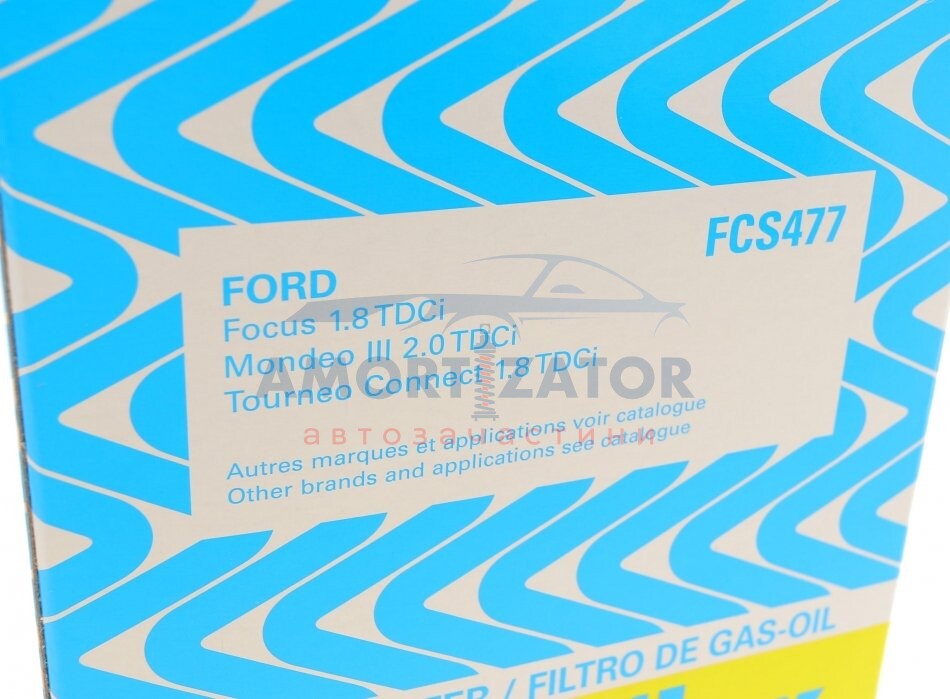 FCS477
FORD
Focus 1.8 TDCi
Mondeo III 2.0 TDCi
Tourneo Connect 1.8 TDCi
AMORTIZATOR
автозапчастини
Autres marques et applications voir catalogue
Other brands and applications see catalogue
/ FILTRO DE GAS-OIL